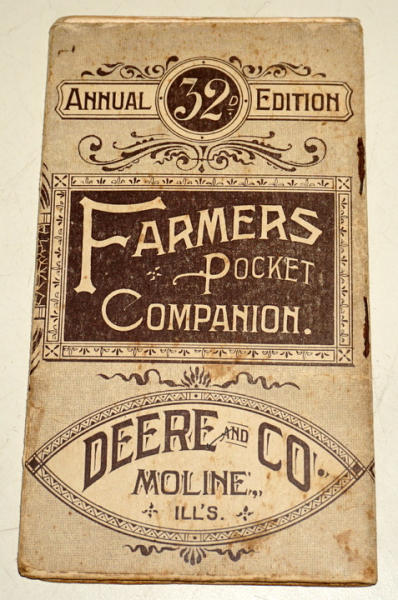 ANNUAL 32D. EDITION
FARMERS
POCKET
COMPANION.
DEERE AND CO.
MOLINE,
ILL'S.